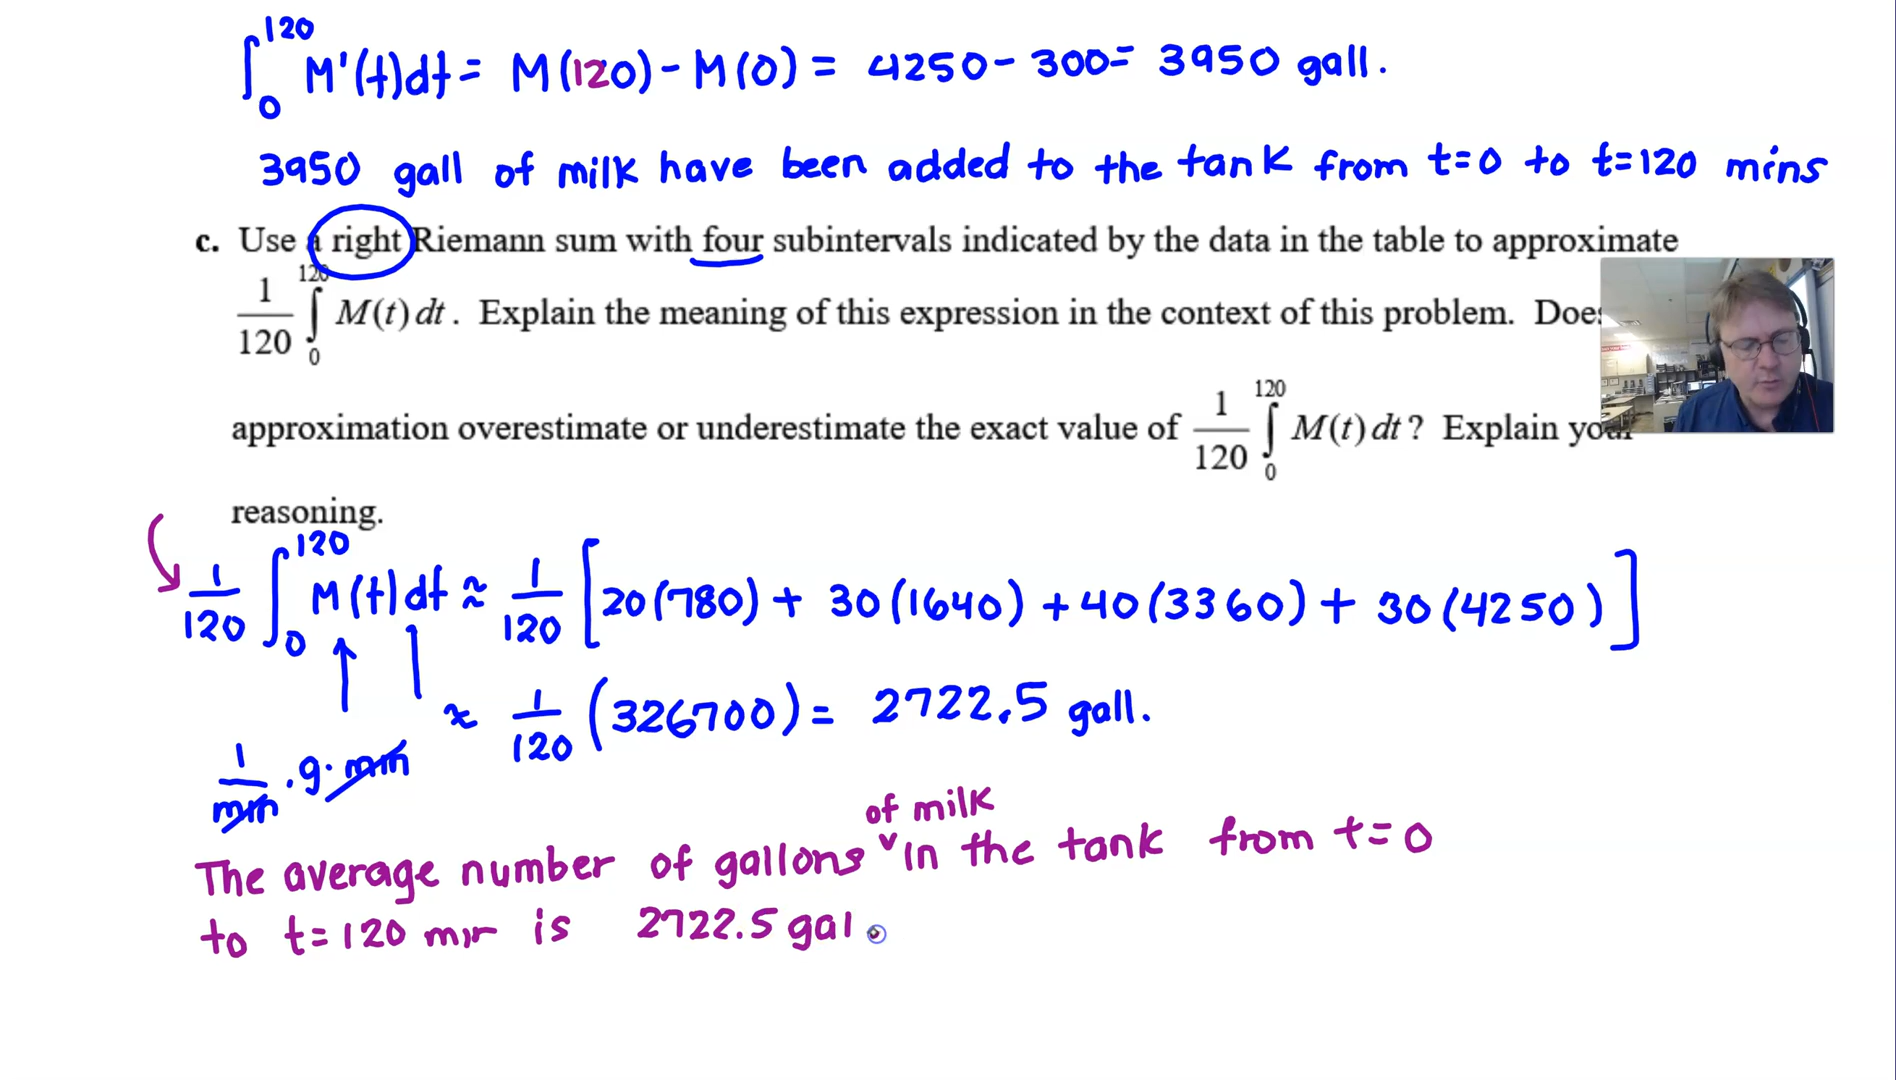 ∫₀¹²⁰ M'(t)dt = M(120) - M(0) = 4250 - 300 = 3950 gall.
3950 gall of milk have been added to the tank from t=0 to t=120 mins
c. Use a right Riemann sum with four subintervals indicated by the data in the table to approximate
1/120 ∫₀¹²⁰ M(t) dt. Explain the meaning of this expression in the context of this problem.
approximation overestimate or underestimate the exact value of 1/120 ∫₀¹²⁰ M(t) dt? Explain your
reasoning.
1/120 ∫₀¹²⁰ M(t)dt ≈ 1/120 [20(780) + 30(1640) + 40(3360) + 30(4250)]
≈ 1/120 (326700) = 2722.5 gall.
1/min · g · min
of milk
The average number of gallons ˅ in the tank from t=0
to t=120 min is 2722.5 gal